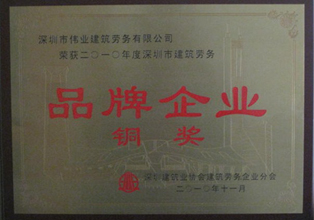 深圳市伟业建筑劳务有限公司
荣获二〇一〇年度深圳市建筑劳务
品牌企业
铜奖
深圳建筑业协会建筑劳务企业分会
二〇一〇年十一月